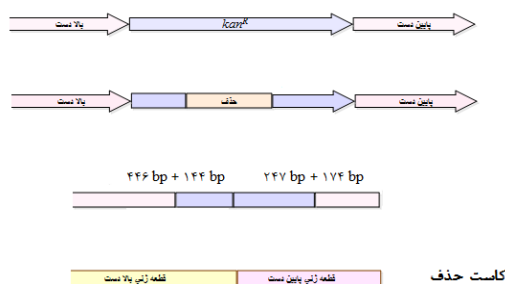 بالا دست kanR پایین دست
بالا دست حذف پایین دست
۴۴۶ bp + ۱۴۴ bp ۲۴۷ bp + ۱۷۴ bp
قطعه ژنی بالا دست قطعه ژنی پایین دست کاست حذف